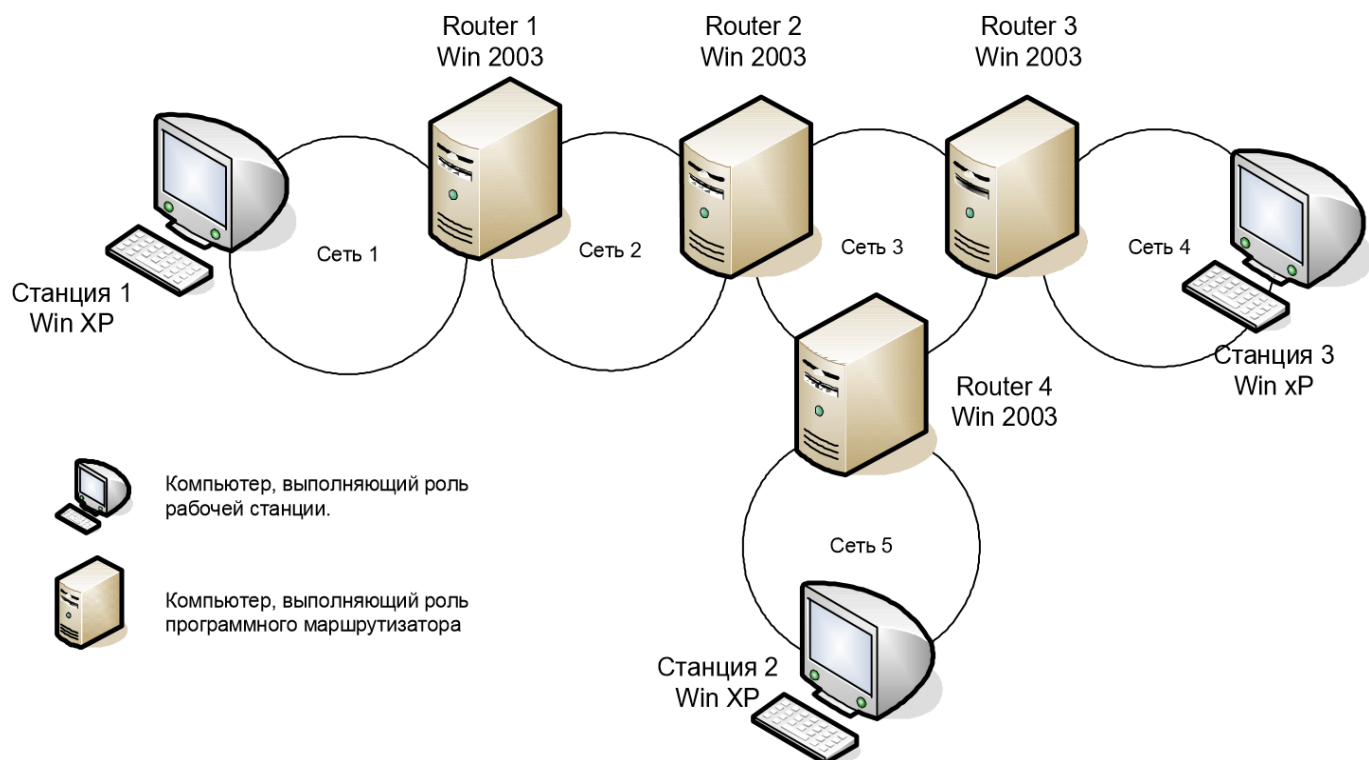 Router 1
Win 2003
Router 2
Win 2003
Router 3
Win 2003
Сеть 1
Сеть 2
Сеть 3
Сеть 4
Станция 1
Win XP
Станция 3
Win xP
Router 4
Win 2003
Компьютер, выполняющий роль
рабочей станции.
Сеть 5
Компьютер, выполняющий роль
программного маршрутизатора
Станция 2
Win XP